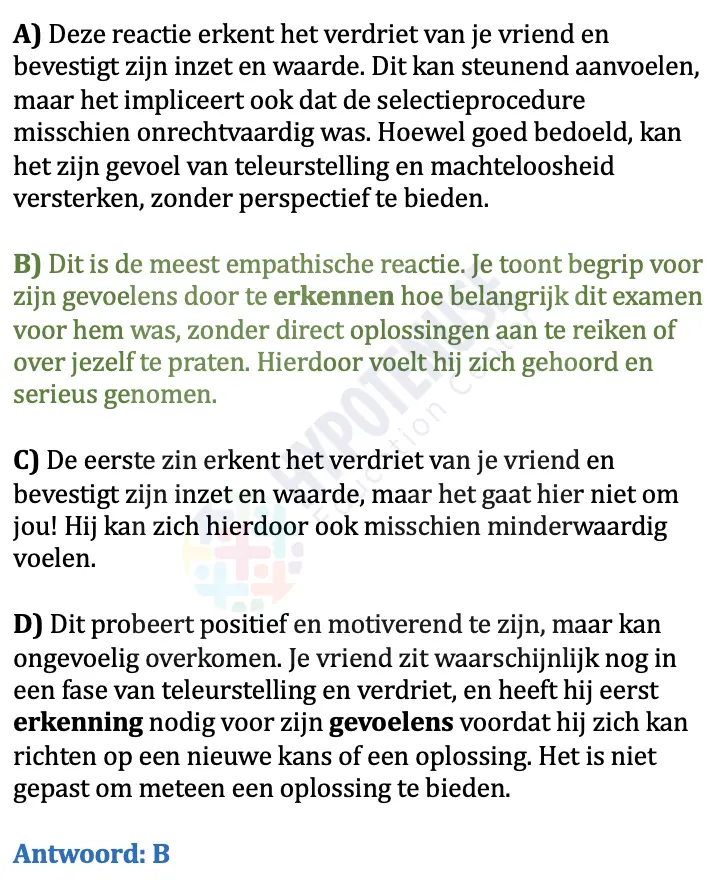 A) Deze reactie erkent het verdriet van je vriend en
bevestigt zijn inzet en waarde. Dit kan steunend aanvoelen,
maar het impliceert ook dat de selectieprocedure
misschien onrechtvaardig was. Hoewel goed bedoeld, kan
het zijn gevoel van teleurstelling en machteloosheid
versterken, zonder perspectief te bieden.
B) Dit is de meest empathische reactie. Je toont begrip voor
zijn gevoelens door te erkennen hoe belangrijk dit examen
voor hem was, zonder direct oplossingen aan te reiken of
over jezelf te praten. Hierdoor voelt hij zich gehoord en
serieus genomen.
C) De eerste zin erkent het verdriet van je vriend en
bevestigt zijn inzet en waarde, maar het gaat hier niet om
jou! Hij kan zich hierdoor ook misschien minderwaardig
voelen.
D) Dit probeert positief en motiverend te zijn, maar kan
ongevoelig overkomen. Je vriend zit waarschijnlijk nog in
een fase van teleurstelling en verdriet, en heeft hij eerst
erkenning nodig voor zijn gevoelens voordat hij zich kan
richten op een nieuwe kans of een oplossing. Het is niet
gepast om meteen een oplossing te bieden.
Antwoord: B
HYPOTENUSE
Education Center